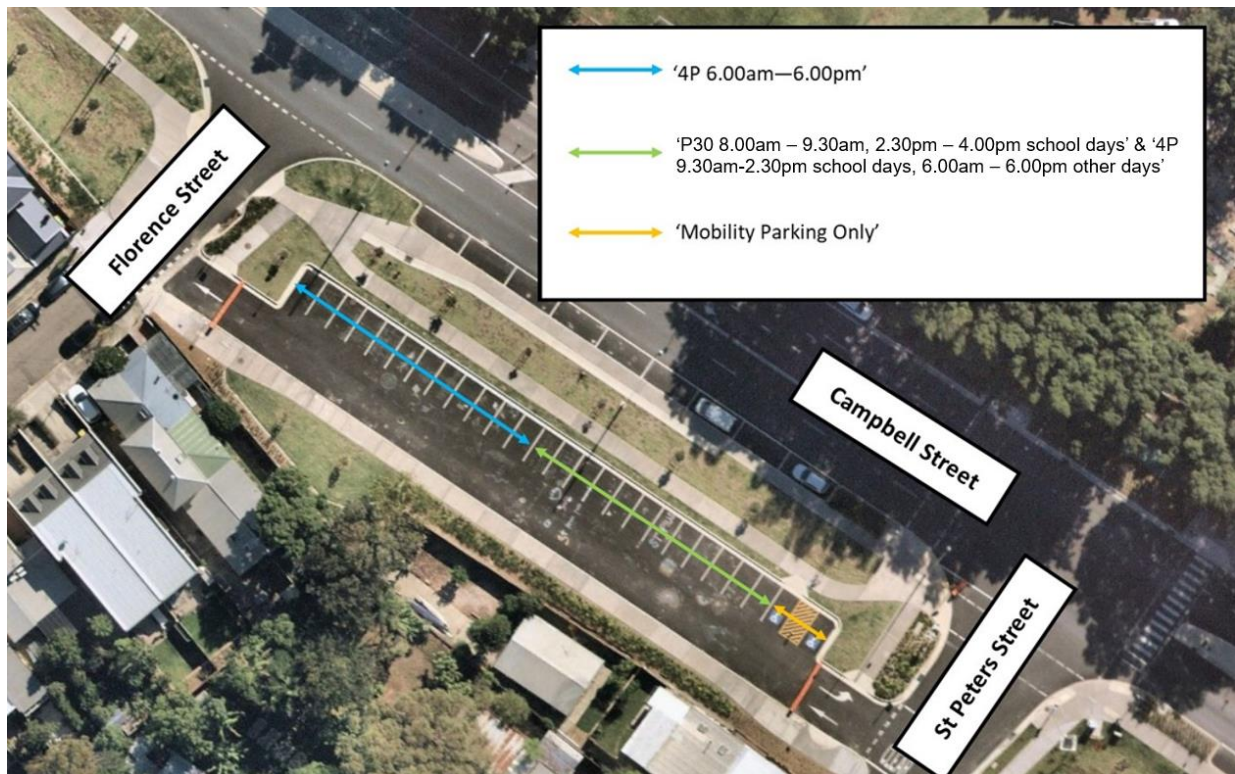 ‘4P 6.00am—6.00pm’
‘P30 8.00am – 9.30am, 2.30pm – 4.00pm school days’ & ‘4P
9.30am-2.30pm school days, 6.00am – 6.00pm other days’
‘Mobility Parking Only’
Florence Street
Campbell Street
St Peters Street